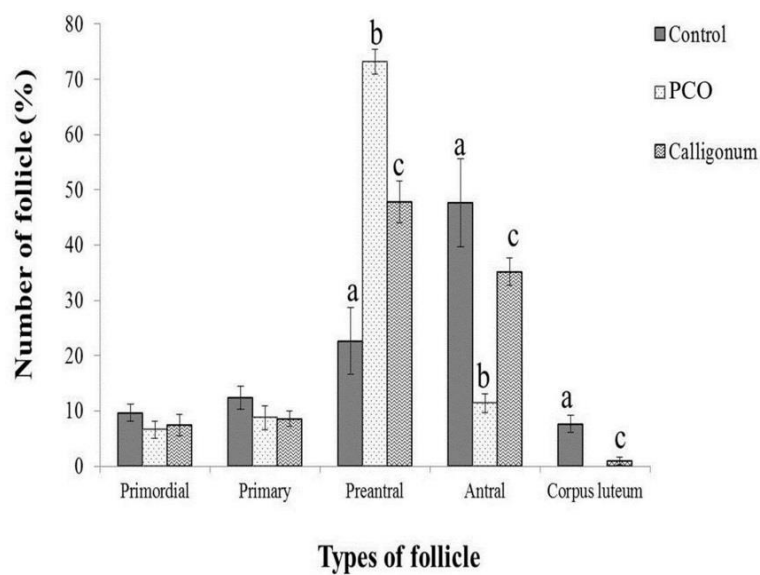 Number of follicle (%)
80
70
60
50
40
30
20
10
0
a
b
c
a
b
c
a
c
Control
PCO
Calligonum
Primordial Primary Preantral Antral Corpus luteum
Types of follicle